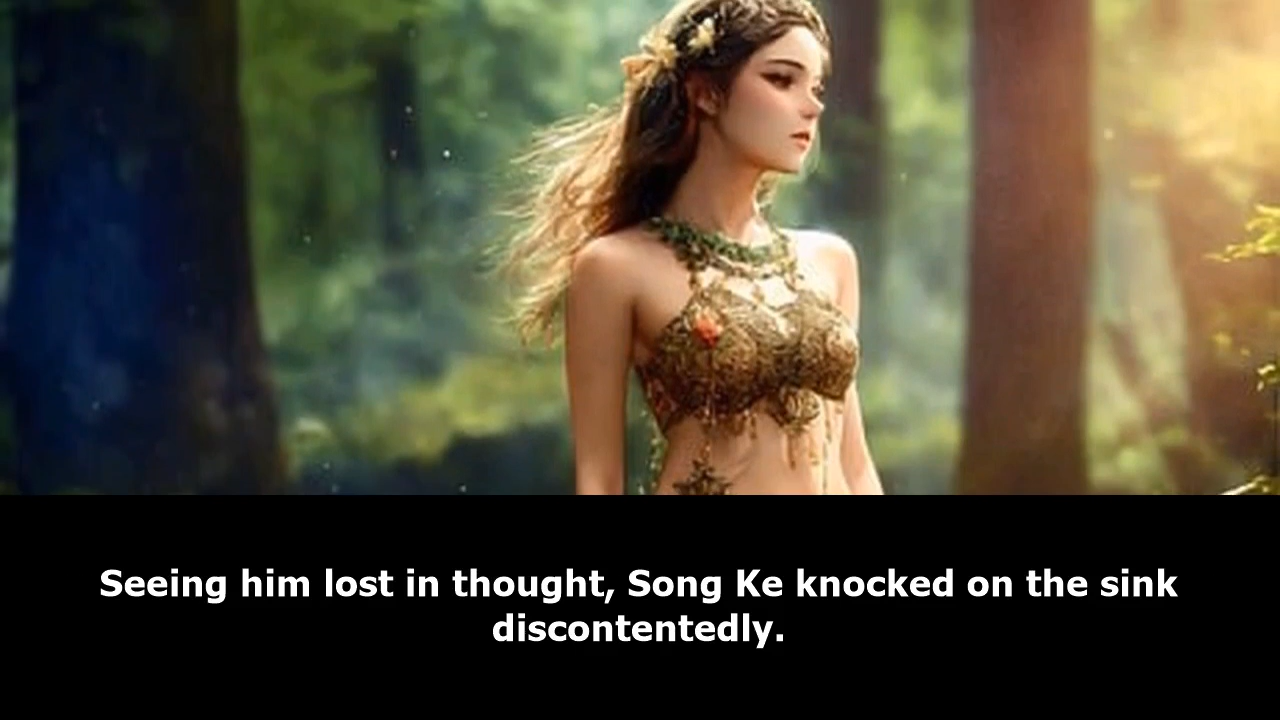 Seeing him lost in thought, Song Ke knocked on the sink
discontentedly.